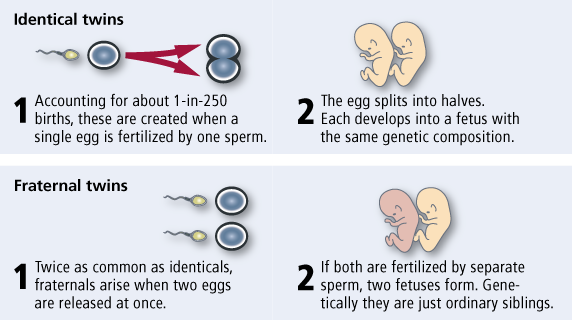 Identical twins
1 Accounting for about 1-in-250
births, these are created when a
single egg is fertilized by one sperm.
2 The egg splits into halves.
Each develops into a fetus with
the same genetic composition.
Fraternal twins
1 Twice as common as identicals,
fraternals arise when two eggs
are released at once.
2 If both are fertilized by separate
sperm, two fetuses form. Gene-
tically they are just ordinary siblings.